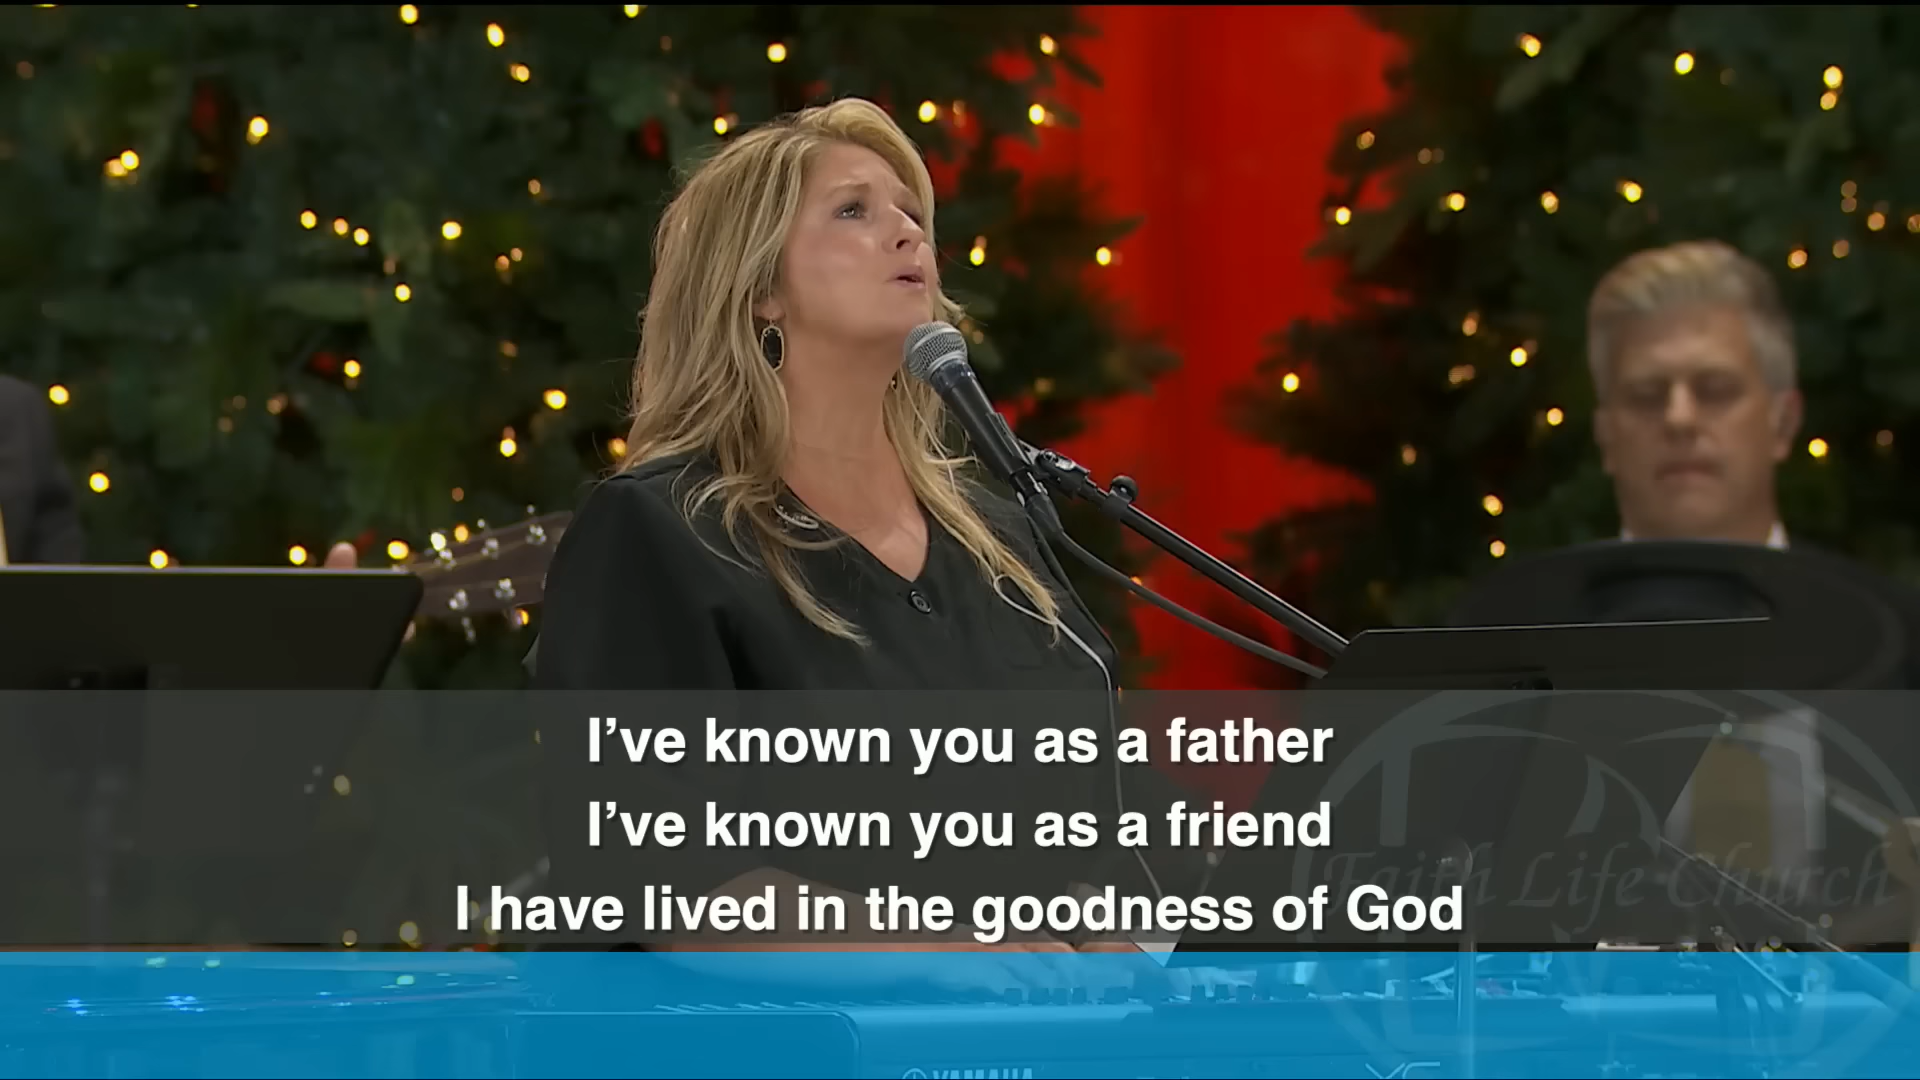 I’ve known you as a father
I’ve known you as a friend
I have lived in the goodness of God
Faith Life Church
YAMAHA